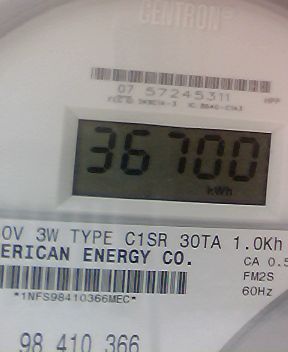 CENTRON®
07 57245311
36700
kWh
0V 3W TYPE C1SR 30TA 1.0Kh
ERICAN ENERGY CO.
CA 0.5
FM2S
*1NFS98410366MEC*
60Hz
98 410 366